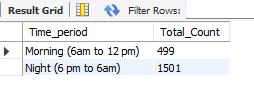 Result Grid Filter Rows:
Time_period Total_Count
Morning (6am to 12 pm) 499
Night (6 pm to 6am) 1501